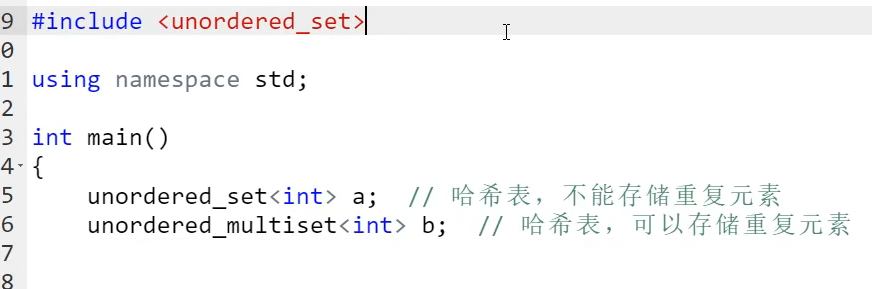 9 #include <unordered_set>
0
1 using namespace std;
2
3 int main()
4 {
5     unordered_set<int> a;  // 哈希表，不能存储重复元素
6     unordered_multiset<int> b;  // 哈希表，可以存储重复元素
7
8